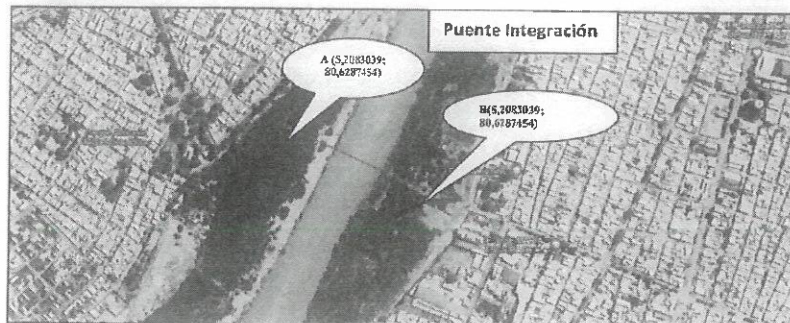 Puente Integración
A (5,2083039;
80,6287454)
B(5,2083039;
80,6287454)